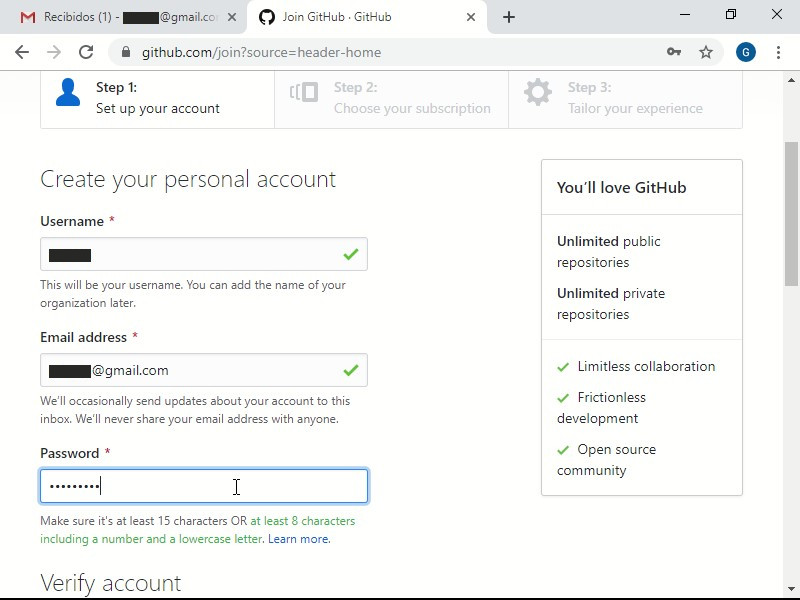 Recibidos (1) - @gmail.co
Join GitHub · GitHub
github.com/join?source=header-home
G
Step 1:
Set up your account
Step 2:
Choose your subscription
Step 3:
Tailor your experience
Create your personal account
Username *
This will be your username. You can add the name of your
organization later.
Email address *
@gmail.com
We'll occasionally send updates about your account to this
inbox. We'll never share your email address with anyone.
Password *
•••••••••
Make sure it's at least 15 characters OR at least 8 characters
including a number and a lowercase letter. Learn more.
Verify account
You'll love GitHub
Unlimited public
repositories
Unlimited private
repositories
Limitless collaboration
Frictionless
development
Open source
community